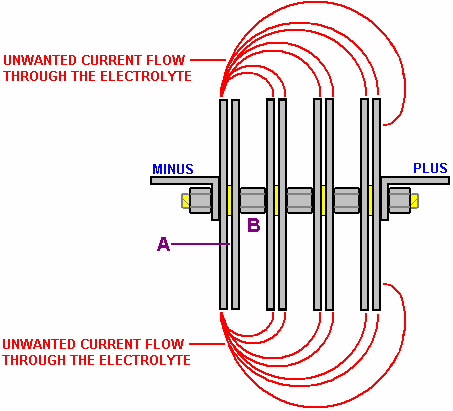 UNWANTED CURRENT FLOW
THROUGH THE ELECTROLYTE
MINUS
PLUS
A
B
UNWANTED CURRENT FLOW
THROUGH THE ELECTROLYTE